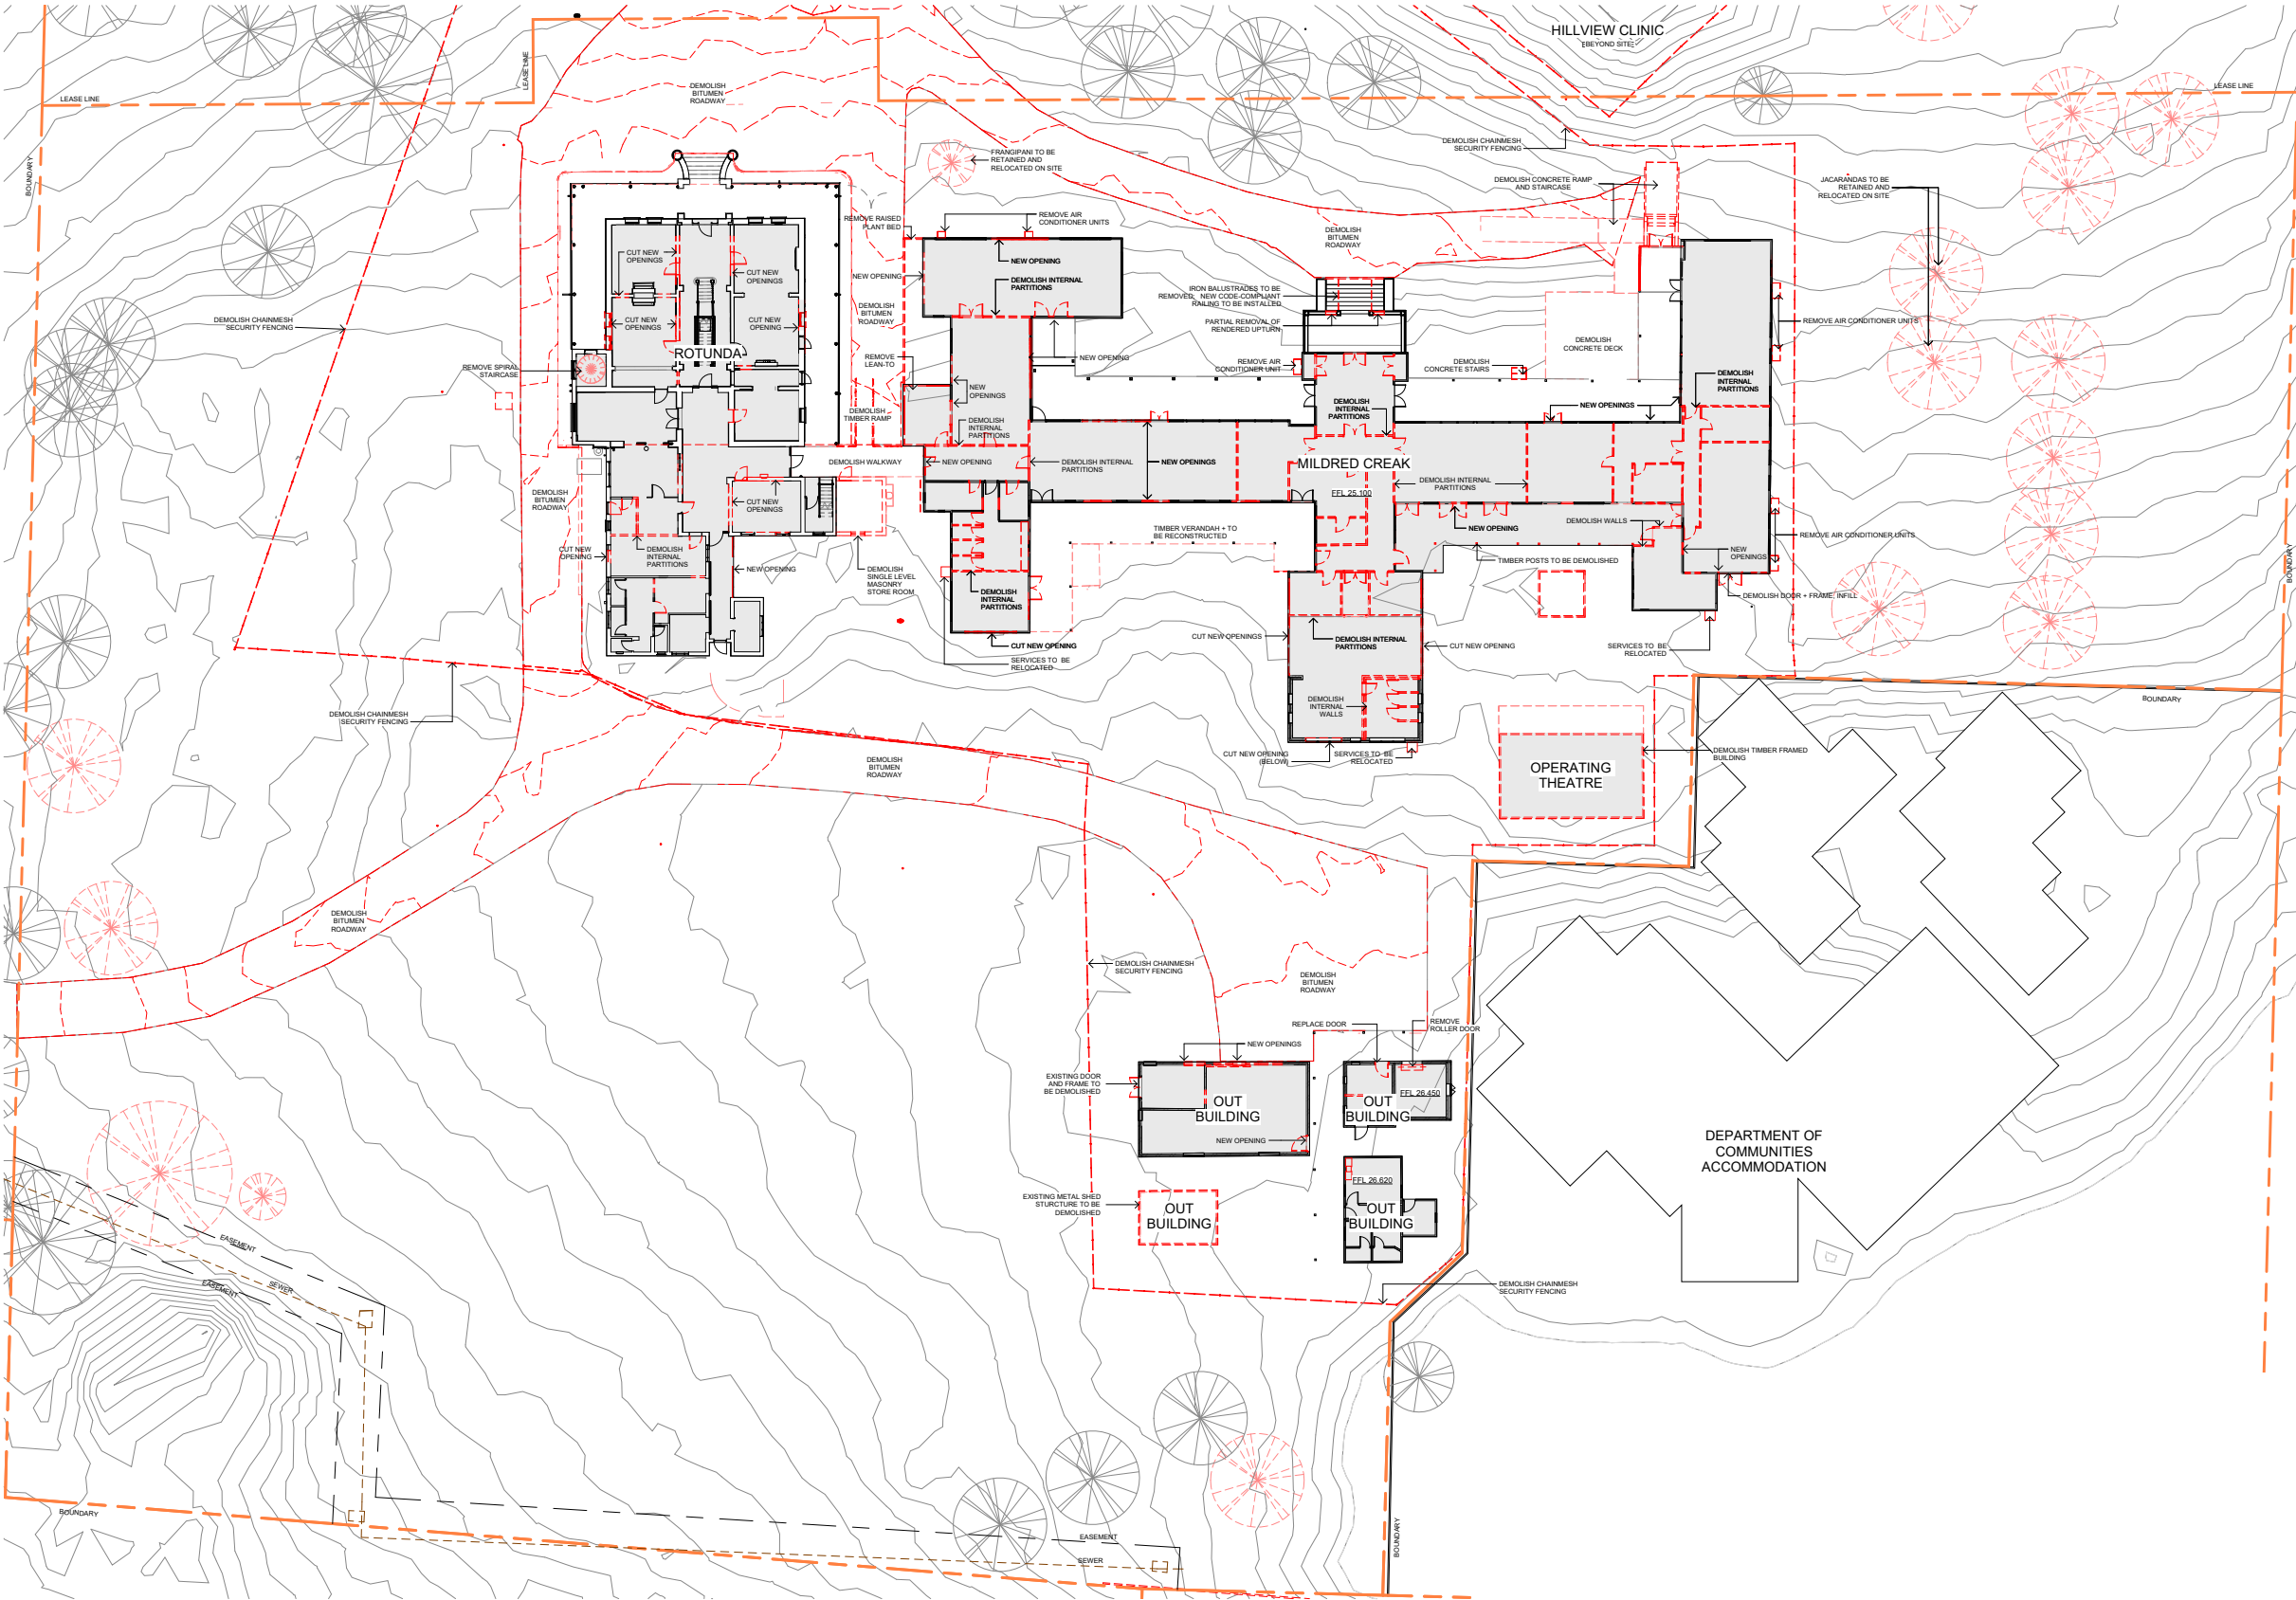 HILLVIEW CLINIC
(BEYOND SITE)
LEASE LINE
LEASE LINE
LEASE LINE
BOUNDARY
DEMOLISH
BITUMEN
ROADWAY
DEMOLISH CHAINMESH
SECURITY FENCING
FRANGIPANI TO BE
RETAINED AND
RELOCATED ON SITE
DEMOLISH CONCRETE RAMP
AND STAIRCASE
JACARANDAS TO BE
RETAINED AND
RELOCATED ON SITE
REMOVE RAISED
PLANT BED
REMOVE AIR
CONDITIONER UNITS
DEMOLISH
BITUMEN
ROADWAY
CUT NEW
OPENINGS
CUT NEW
OPENINGS
NEW OPENING
NEW OPENING
DEMOLISH INTERNAL
PARTITIONS
IRON BALLUSTRADES TO BE
REMOVED, NEW CODE-COMPLIANT
RAILING TO BE INSTALLED
PARTIAL REMOVAL OF
RENDERED UPTURN
DEMOLISH CHAINMESH
SECURITY FENCING
CUT NEW
OPENINGS
CUT NEW
OPENING
DEMOLISH
BITUMEN
ROADWAY
REMOVE AIR CONDITIONER UNITS
DEMOLISH
CONCRETE DECK
ROTUNDA
REMOVE SPIRAL
STAIRCASE
REMOVE
LEAN-TO
NEW OPENING
REMOVE AIR
CONDITIONER UNIT
DEMOLISH
CONCRETE STAIRS
NEW
OPENINGS
DEMOLISH
INTERNAL
PARTITIONS
DEMOLISH
TIMBER RAMP
DEMOLISH
INTERNAL
PARTITIONS
DEMOLISH
INTERNAL
PARTITIONS
NEW OPENINGS
DEMOLISH WALKWAY
NEW OPENING
DEMOLISH INTERNAL
PARTITIONS
NEW OPENINGS
MILDRED CREAK
FFL 25.100
DEMOLISH INTERNAL
PARTITIONS
DEMOLISH
BITUMEN
ROADWAY
CUT NEW
OPENINGS
TIMBER VERANDAH + TO
BE RECONSTRUCTED
NEW OPENING
DEMOLISH WALLS
REMOVE AIR CONDITIONER UNITS
CUT NEW
OPENING
DEMOLISH
INTERNAL
PARTITIONS
NEW OPENING
DEMOLISH
SINGLE LEVEL
MASONRY
STORE ROOM
DEMOLISH
INTERNAL
PARTITIONS
TIMBER POSTS TO BE DEMOLISHED
NEW
OPENINGS
DEMOLISH DOOR + FRAME, INFILL
BOUNDARY
CUT NEW OPENING
SERVICES TO BE
RELOCATED
CUT NEW OPENINGS
DEMOLISH INTERNAL
PARTITIONS
CUT NEW OPENING
SERVICES TO BE
RELOCATED
DEMOLISH CHAINMESH
SECURITY FENCING
DEMOLISH
INTERNAL
WALLS
BOUNDARY
DEMOLISH
BITUMEN
ROADWAY
CUT NEW OPENING
(BELOW)
SERVICES TO BE
RELOCATED
DEMOLISH TIMBER FRAMED
BUILDING
OPERATING
THEATRE
DEMOLISH
BITUMEN
ROADWAY
DEMOLISH CHAINMESH
SECURITY FENCING
DEMOLISH
BITUMEN
ROADWAY
REPLACE DOOR
REMOVE
ROLLER DOOR
NEW OPENINGS
EXISTING DOOR
AND FRAME TO
BE DEMOLISHED
OUT
BUILDING
OUT
BUILDING
FFL 26.450
NEW OPENING
DEPARTMENT OF
COMMUNITIES
ACCOMMODATION
EXISTING METAL SHED
STURCTURE TO BE
DEMOLISHED
OUT
BUILDING
FFL 26.620
OUT
BUILDING
EASEMENT
EASEMENT
SEWER
DEMOLISH CHAINMESH
SECURITY FENCING
BOUNDARY
EASEMENT
SEWER
BOUNDARY